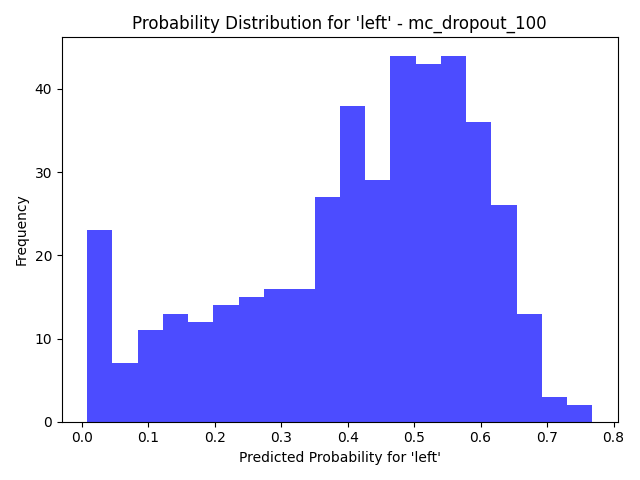 Probability Distribution for 'left' - mc_dropout_100
Frequency
40
30
20
10
0
0.0 0.1 0.2 0.3 0.4 0.5 0.6 0.7 0.8
Predicted Probability for 'left'